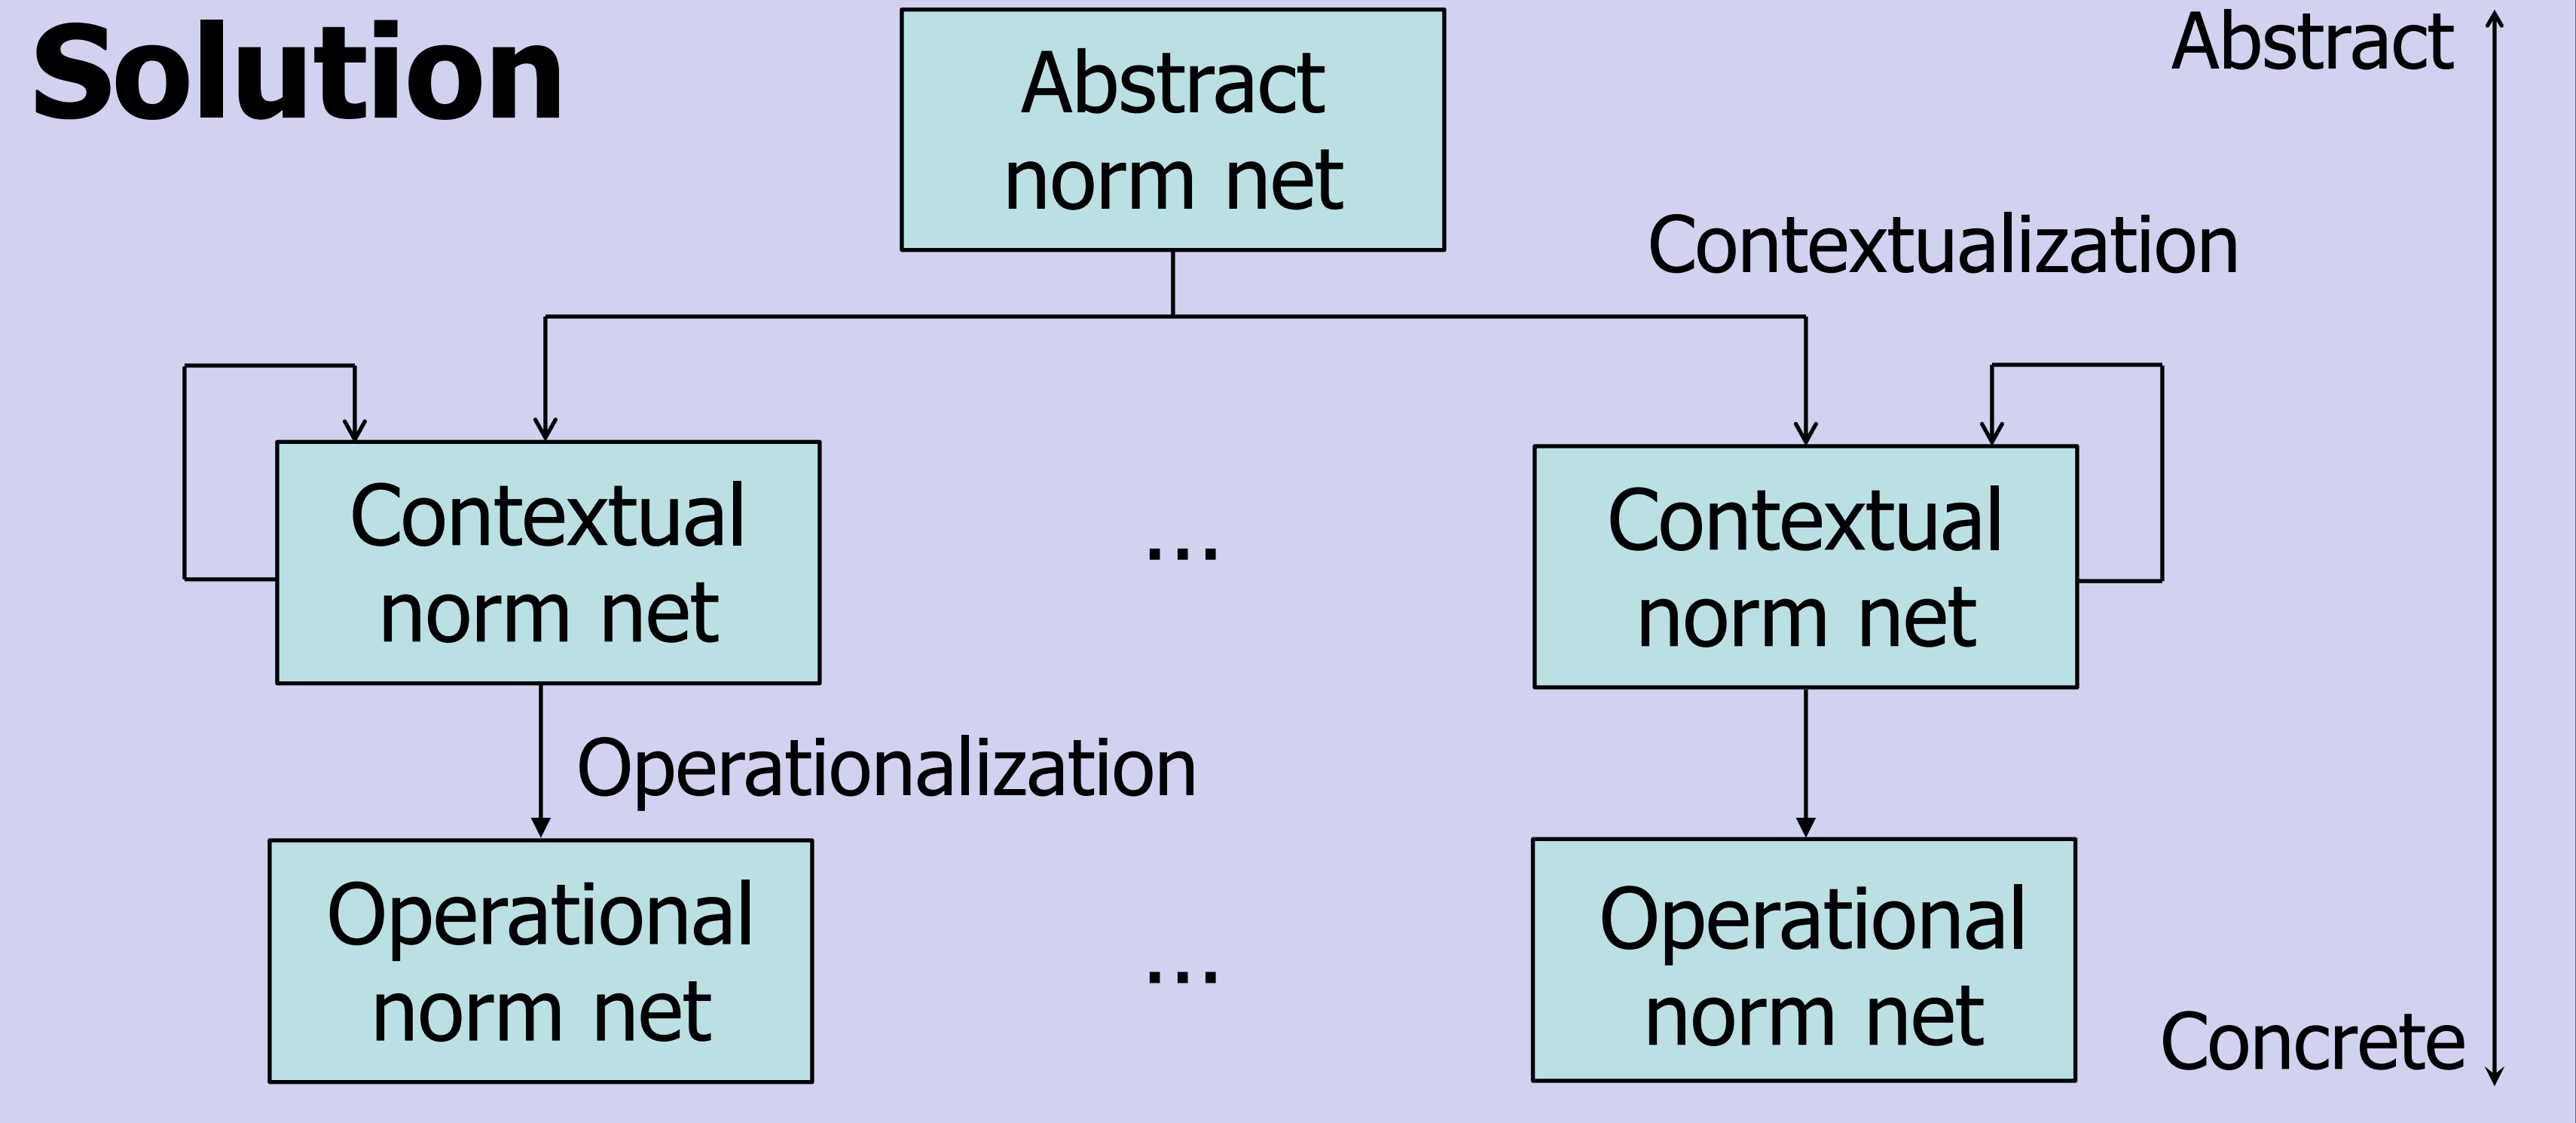 Solution
Abstract
norm net
Abstract
Contextualization
Contextual
norm net
...
Contextual
norm net
Operationalization
Operational
norm net
...
Operational
norm net
Concrete